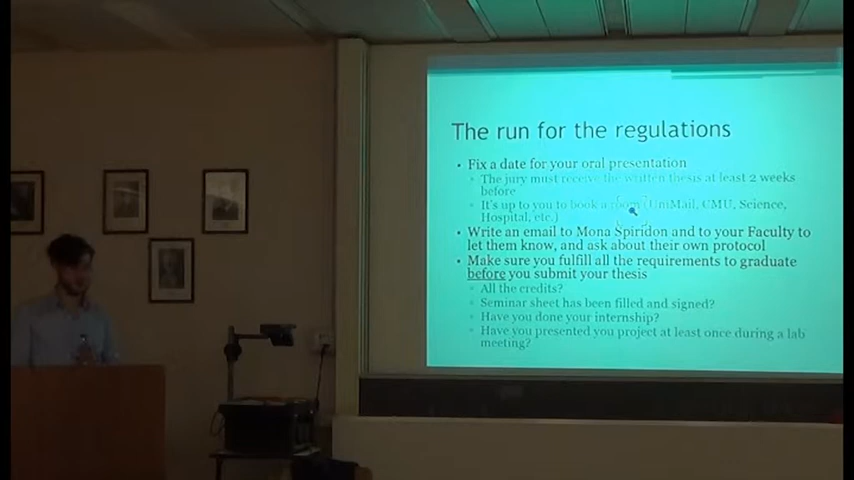 The run for the regulations
• Fix a date for your oral presentation
▫ The jury must receive the written thesis at least 2 weeks
before
▫ It's up to you to book a room (UniMail, CMU, Science,
Hospital, etc.)
• Write an email to Mona Spiridon and to your Faculty to
let them know, and ask about their own protocol
• Make sure you fulfill all the requirements to graduate
before you submit your thesis
▫ All the credits?
▫ Seminar sheet has been filled and signed?
▫ Have you done your internship?
▫ Have you presented you project at least once during a lab
meeting?